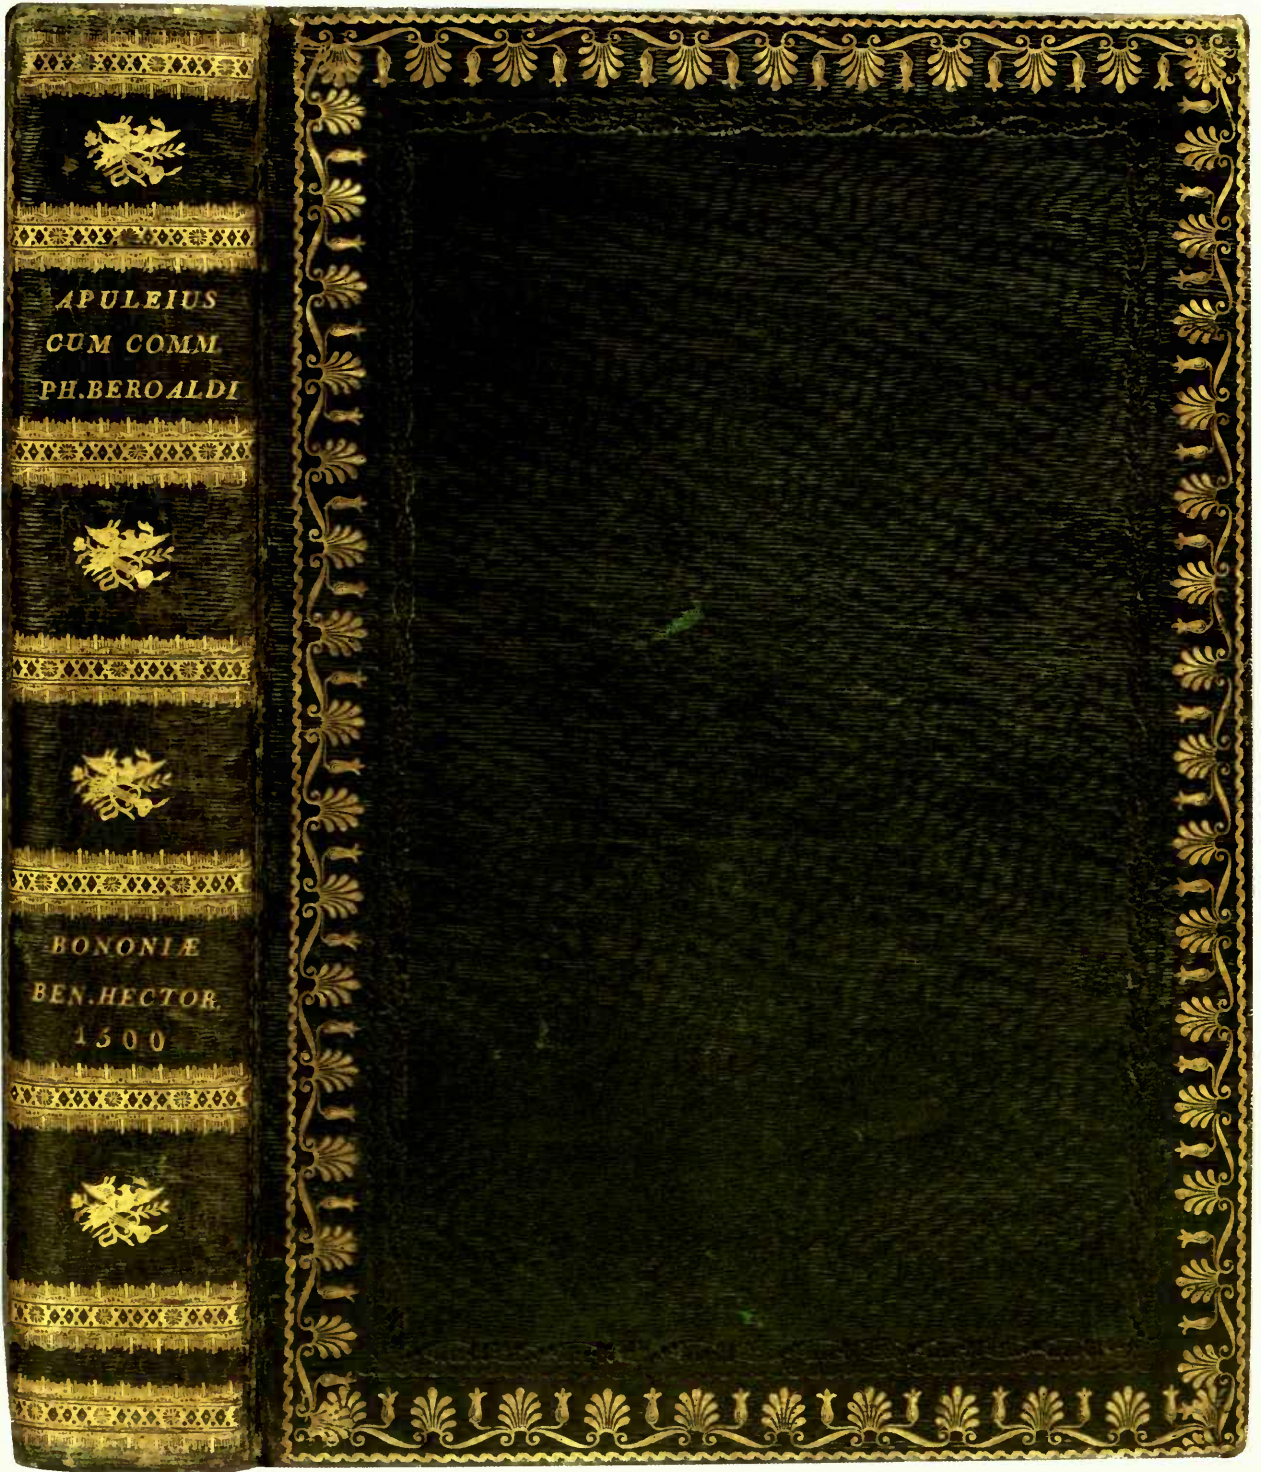 APULEIUS
CUM COMM
PH.BEROALDI
BONONIÆ
BEN.HECTOR.
1500